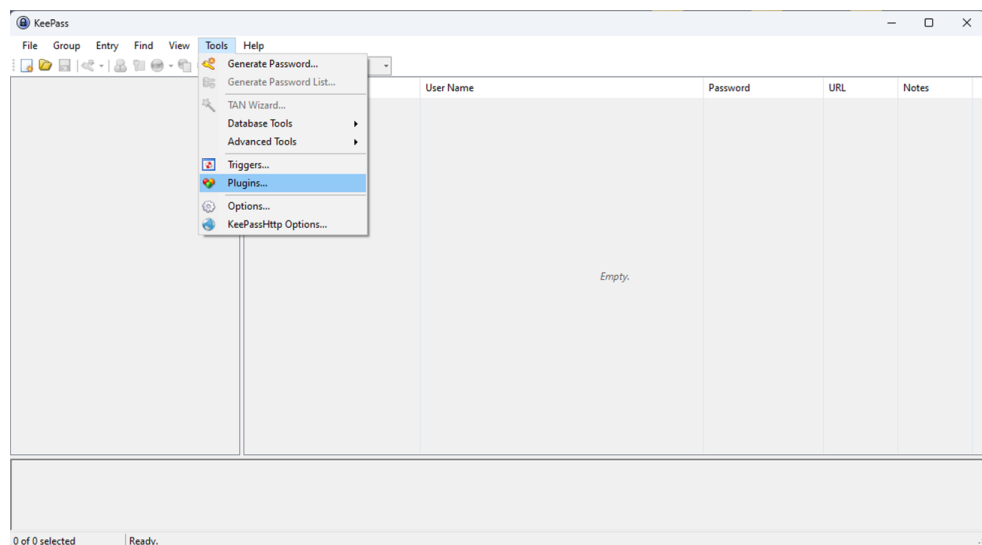 KeePass
File Group Entry Find View Tools Help
Generate Password...
Generate Password List...
TAN Wizard...
Database Tools
Advanced Tools
Triggers...
Plugins...
Options...
KeePassHttp Options...
User Name Password URL Notes
Empty.
0 of 0 selected Ready.